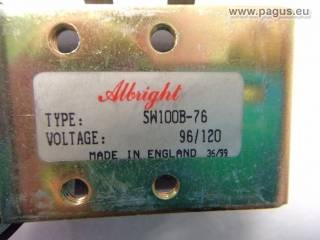 www.pagus.eu
Albright
TYPE: SW100B-76
VOLTAGE: 96/120
MADE IN ENGLAND 36/99